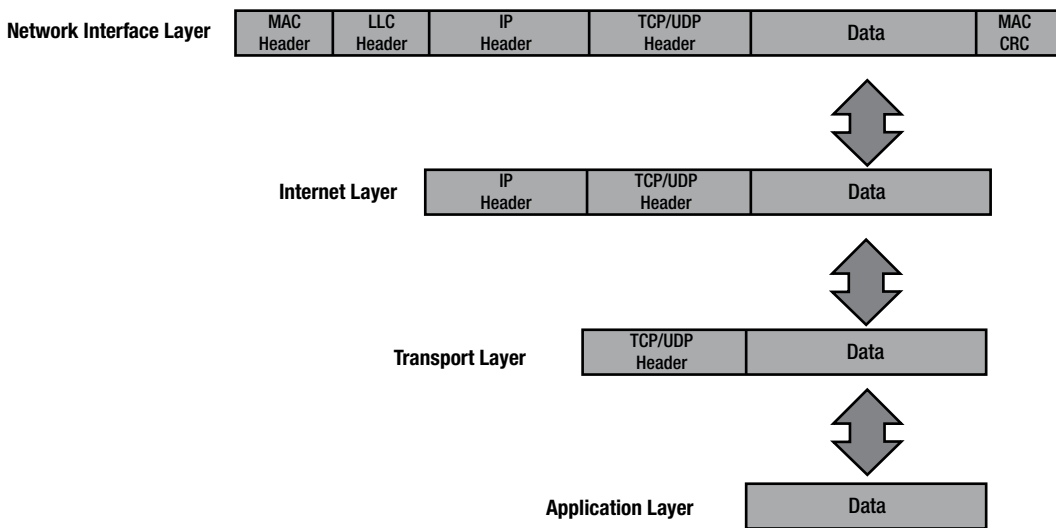 Network Interface Layer
MAC
Header
LLC
Header
IP
Header
TCP/UDP
Header
Data
MAC
CRC
Internet Layer
IP
Header
TCP/UDP
Header
Data
Transport Layer
TCP/UDP
Header
Data
Application Layer
Data